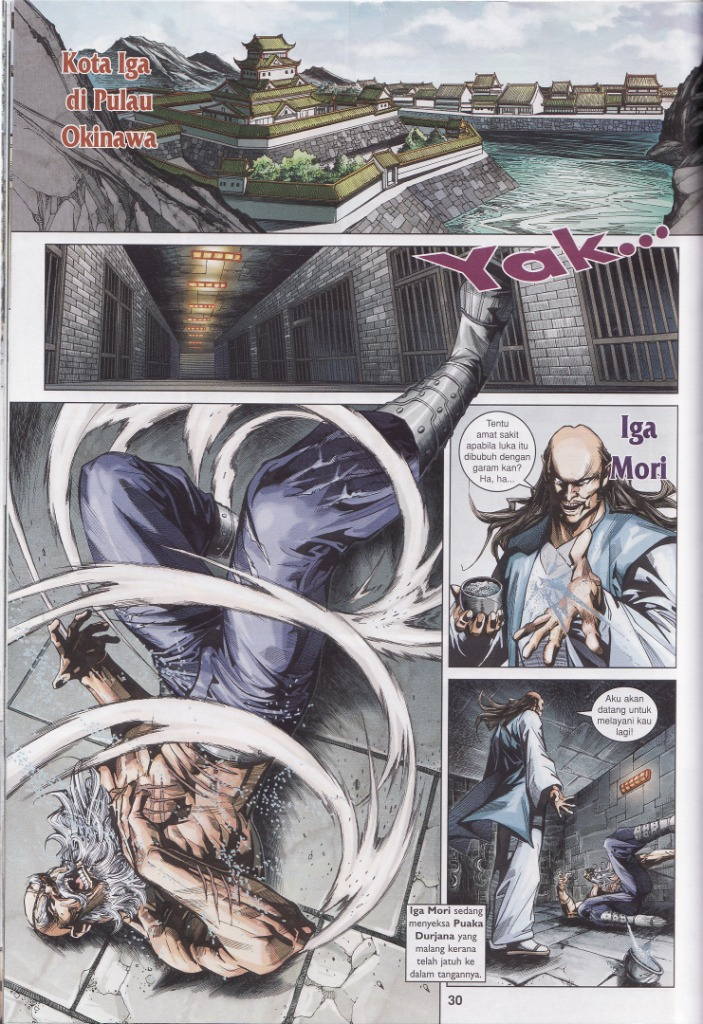 Kota Iga
di Pulau
Okinawa
Yak...
Tentu
amat sakit
apabila luka itu
dibubuh dengan
garam kan?
Ha, ha...
Iga
Mori
Aku akan
datang untuk
melayani kau
lagi!
Iga Mori sedang
menyeksa Puaka
Durjana yang
malang kerana
telah jatuh ke
dalam tangannya.
30